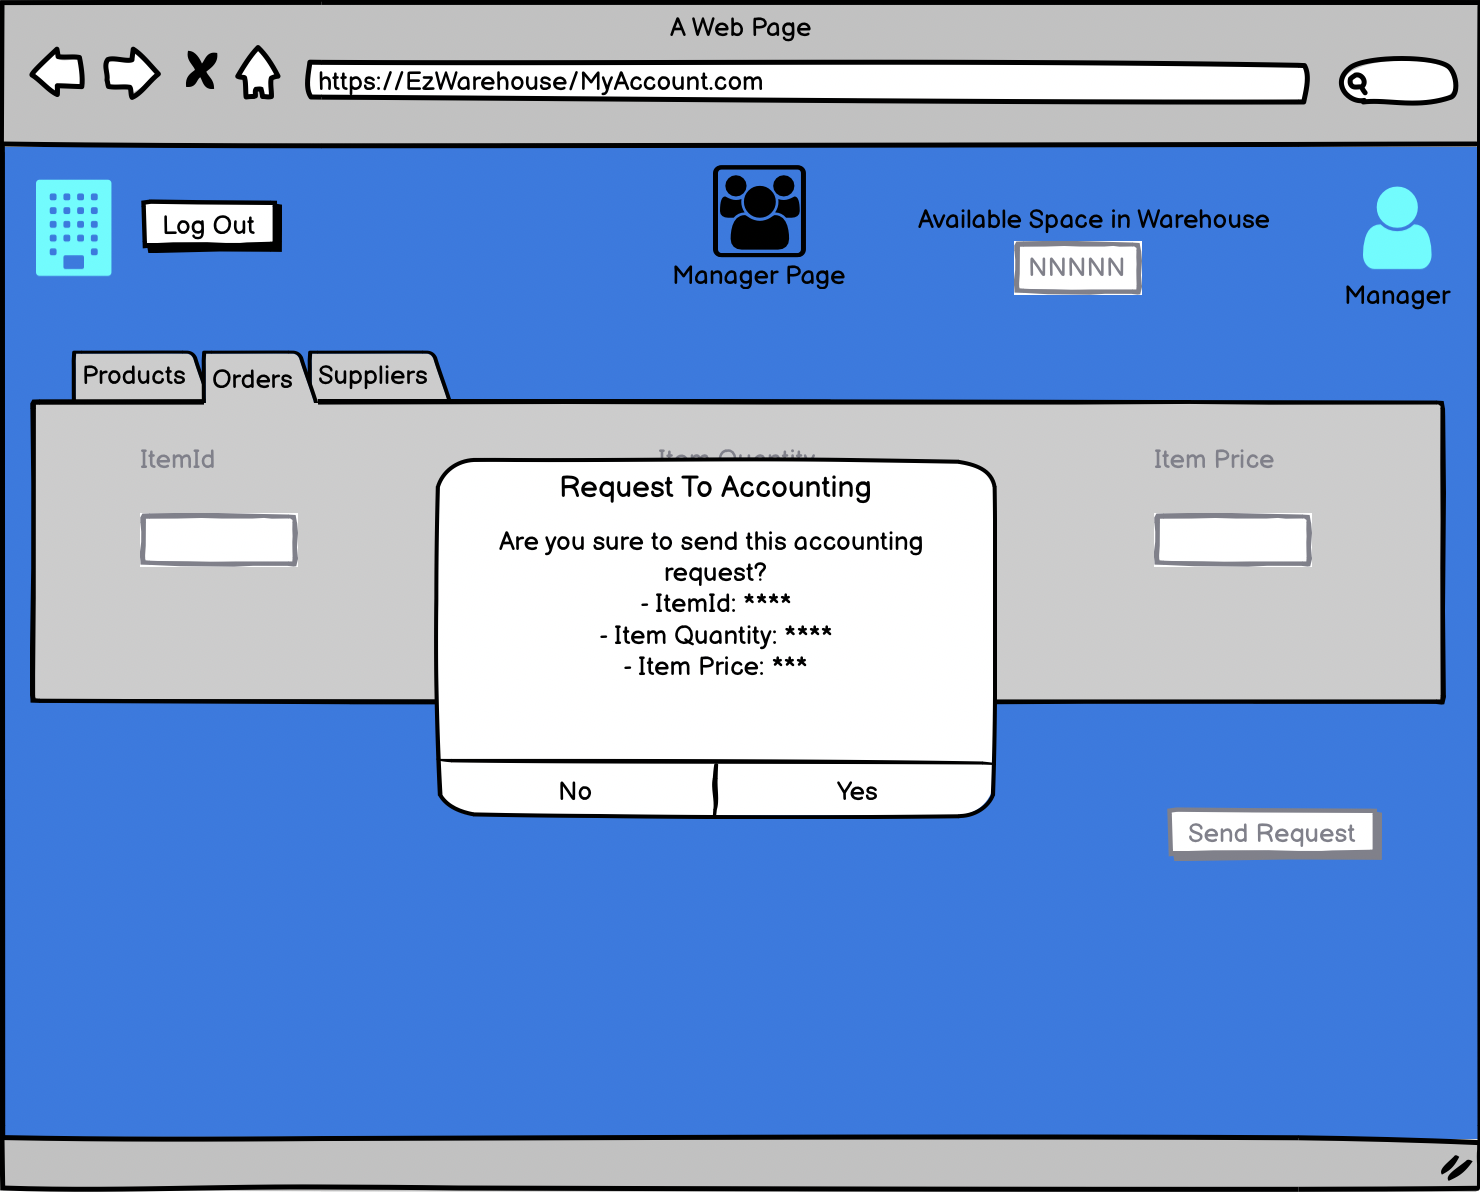 A Web Page
https://EzWarehouse/MyAccount.com
Log Out
Manager Page
Available Space in Warehouse
NNNNN
Manager
Products
Orders
Suppliers
ItemId
Item Quantity
Item Price
Request To Accounting
Are you sure to send this accounting
request?
- ItemId: ****
- Item Quantity: ****
- Item Price: ***
No
Yes
Send Request